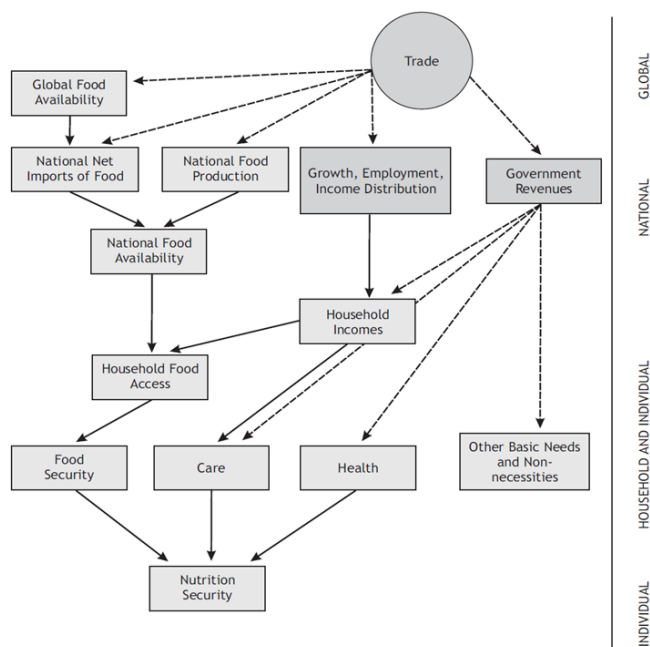 Trade
Global Food
Availability
National Net
Imports of Food
National Food
Production
Growth, Employment,
Income Distribution
Government
Revenues
National Food
Availability
Household
Incomes
Household Food
Access
Food
Security
Care
Health
Other Basic Needs
and Non-
necessities
Nutrition
Security
GLOBAL
NATIONAL
HOUSEHOLD AND INDIVIDUAL
INDIVIDUAL